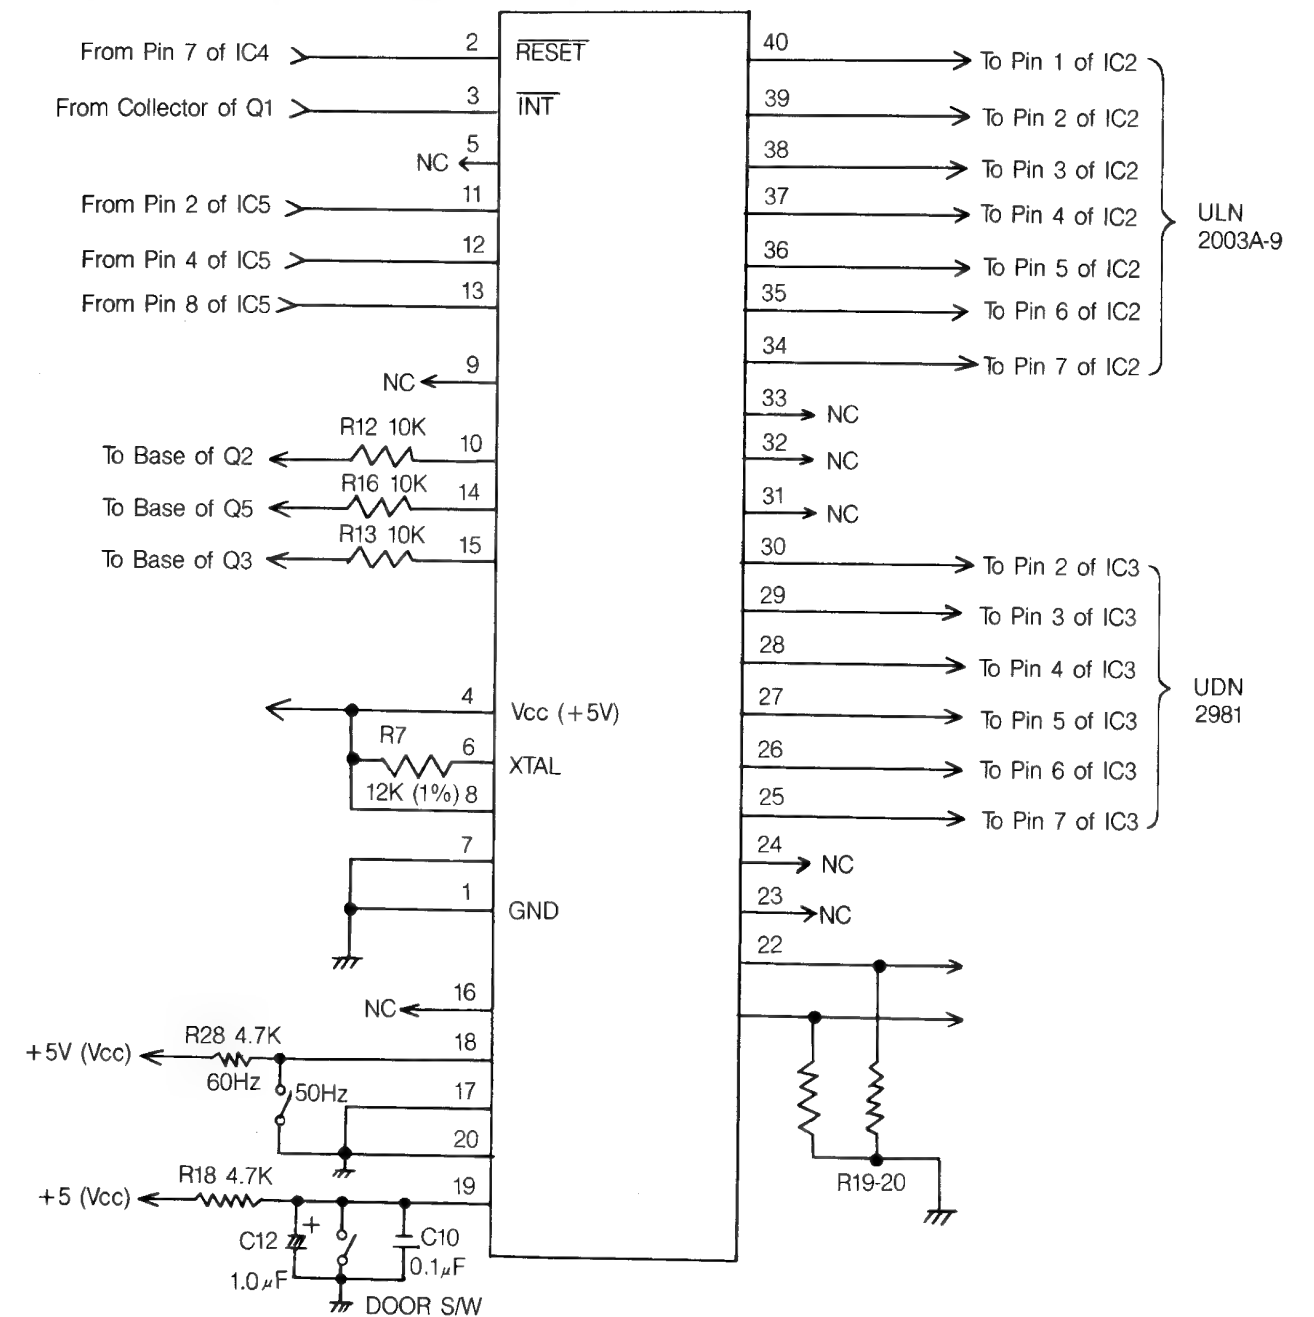 From Pin 7 of IC4
2
RESET
From Collector of Q1
3
INT
NC
5
From Pin 2 of IC5
11
From Pin 4 of IC5
12
From Pin 8 of IC5
13
NC
9
R12 10K
To Base of Q2
10
R16 10K
To Base of Q5
14
R13 10K
To Base of Q3
15
4
Vcc (+5V)
R7
6
XTAL
12K (1%)
8
7
1
GND
NC
16
R28 4.7K
+5V (Vcc)
18
60Hz
50Hz
17
20
R18 4.7K
+5 (Vcc)
19
C12
+
1.0µF
C10
0.1µF
DOOR S/W
40
To Pin 1 of IC2
39
To Pin 2 of IC2
38
To Pin 3 of IC2
37
To Pin 4 of IC2
36
To Pin 5 of IC2
35
To Pin 6 of IC2
34
To Pin 7 of IC2
ULN
2003A-9
33
NC
32
NC
31
NC
30
To Pin 2 of IC3
29
To Pin 3 of IC3
28
To Pin 4 of IC3
27
To Pin 5 of IC3
26
To Pin 6 of IC3
25
To Pin 7 of IC3
UDN
2981
24
NC
23
NC
22
R19-20